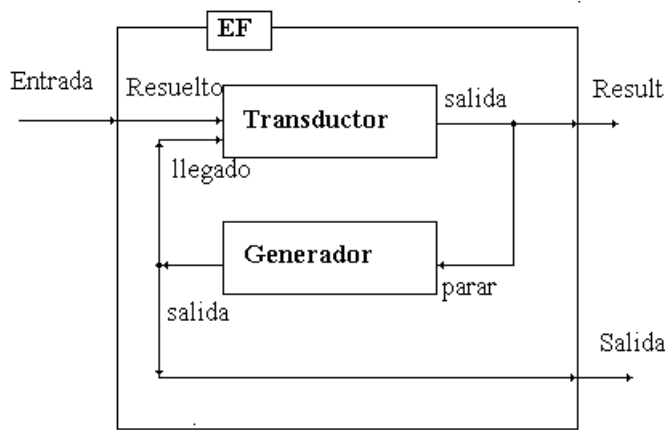 EF
Entrada
Resuelto
salida
Result
Transductor
llegado
Generador
salida
parar
Salida